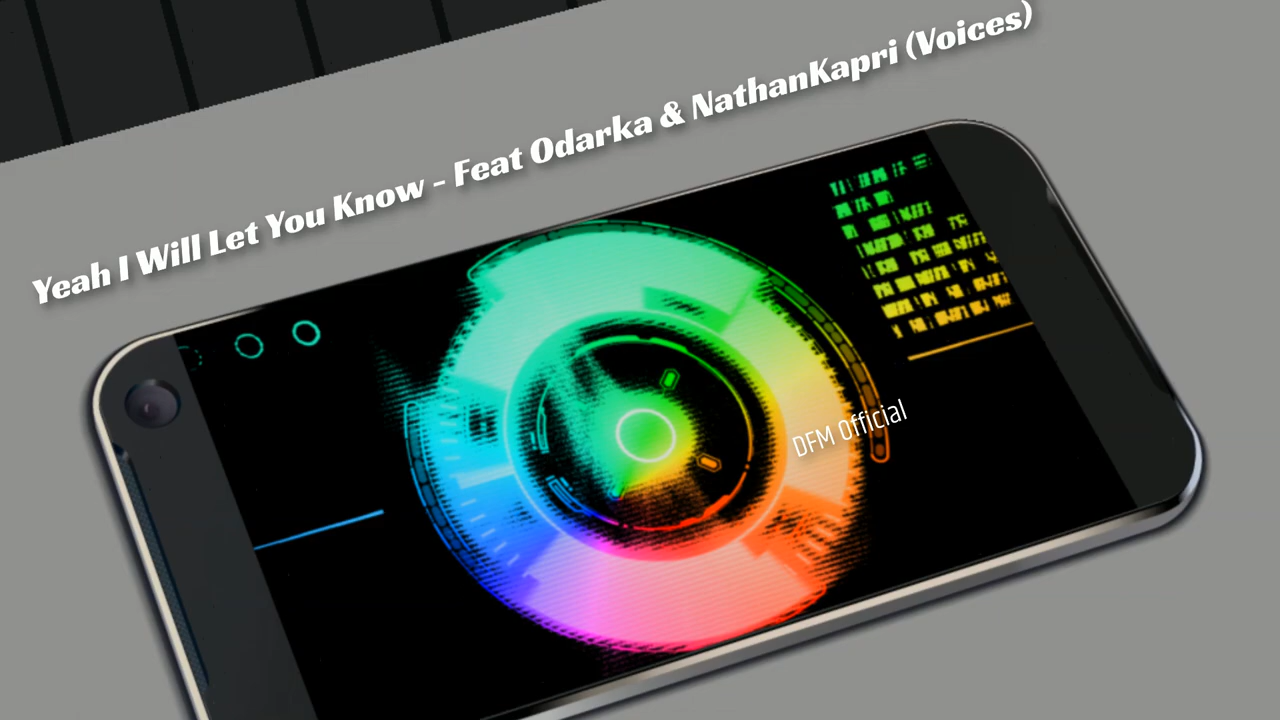 Yeah I Will Let You Know - Feat Odarka & NathanKapri (Voices)
DFM Official